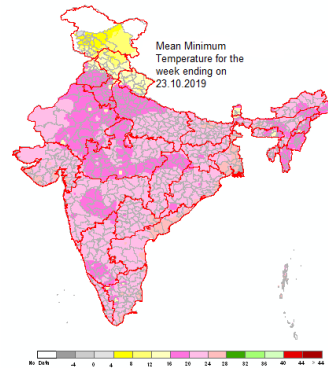 Mean Minimum
Temperature for the
week ending on
23.10.2019
No Data -4 0 4 8 12 16 20 24 28 32 36 40 44 > 44